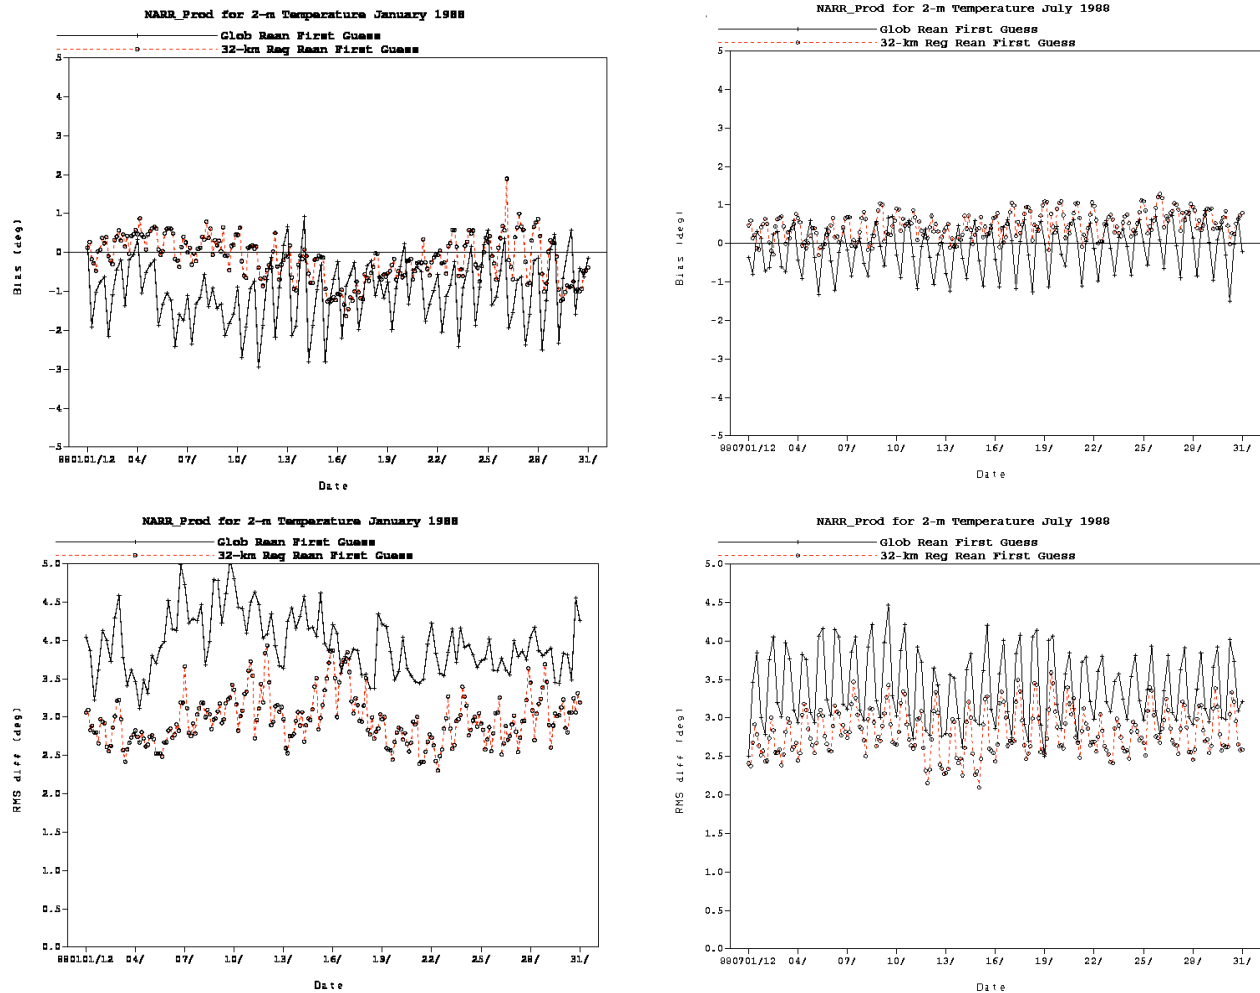 NARR_Prod for 2-m Temperature January 1988
Glob Rean First Guess
32-km Reg Rean First Guess
5
4
3
2
1
0
-1
-2
-3
-4
-5
Bias (deg)
880101/12 04/ 07/ 10/ 13/ 16/ 19/ 22/ 25/ 28/ 31/
Date
NARR_Prod for 2-m Temperature July 1988
Glob Rean First Guess
32-km Reg Rean First Guess
5
4
3
2
1
0
-1
-2
-3
-4
-5
Bias (deg)
880701/12 04/ 07/ 10/ 13/ 16/ 19/ 22/ 25/ 28/ 31/
Date
NARR_Prod for 2-m Temperature January 1988
Glob Rean First Guess
32-km Reg Rean First Guess
5.0
4.5
4.0
3.5
3.0
2.5
2.0
1.5
1.0
0.5
0.0
RMS diff (deg)
880101/12 04/ 07/ 10/ 13/ 16/ 19/ 22/ 25/ 28/ 31/
Date
NARR_Prod for 2-m Temperature July 1988
Glob Rean First Guess
32-km Reg Rean First Guess
5.0
4.5
4.0
3.5
3.0
2.5
2.0
1.5
1.0
0.5
0.0
RMS diff (deg)
880701/12 04/ 07/ 10/ 13/ 16/ 19/ 22/ 25/ 28/ 31/
Date